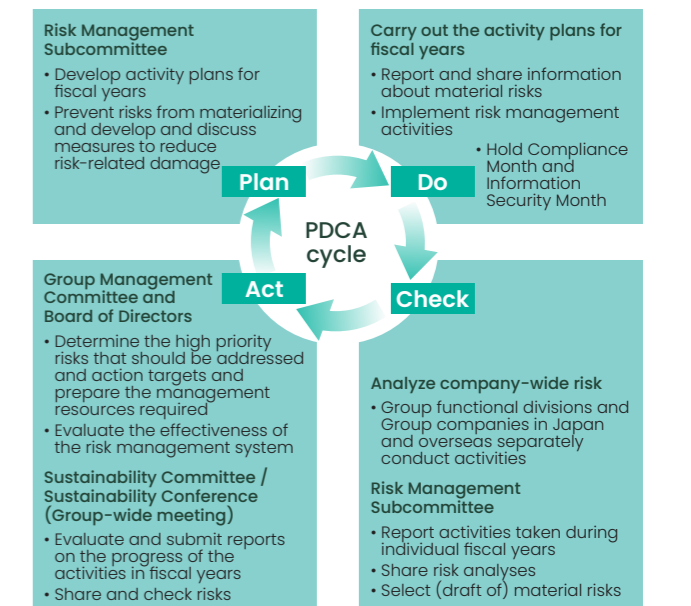 Risk Management
Subcommittee
• Develop activity plans for
fiscal years
• Prevent risks from materializing
and develop and discuss
measures to reduce
risk-related damage
Plan
Carry out the activity plans for
fiscal years
• Report and share information
about material risks
• Implement risk management
activities
• Hold Compliance
Month and
Information
Security Month
Do
PDCA
cycle
Act
Group Management
Committee and
Board of Directors
• Determine the high priority
risks that should be addressed
and action targets and
prepare the management
resources required
• Evaluate the effectiveness of
the risk management system
Sustainability Committee /
Sustainability Conference
(Group-wide meeting)
• Evaluate and submit reports
on the progress of the
activities in fiscal years
• Share and check risks
Check
Analyze company-wide risk
• Group functional divisions and
Group companies in Japan
and overseas separately
conduct activities
Risk Management
Subcommittee
• Report activities taken during
individual fiscal years
• Share risk analyses
• Select (draft of) material risks